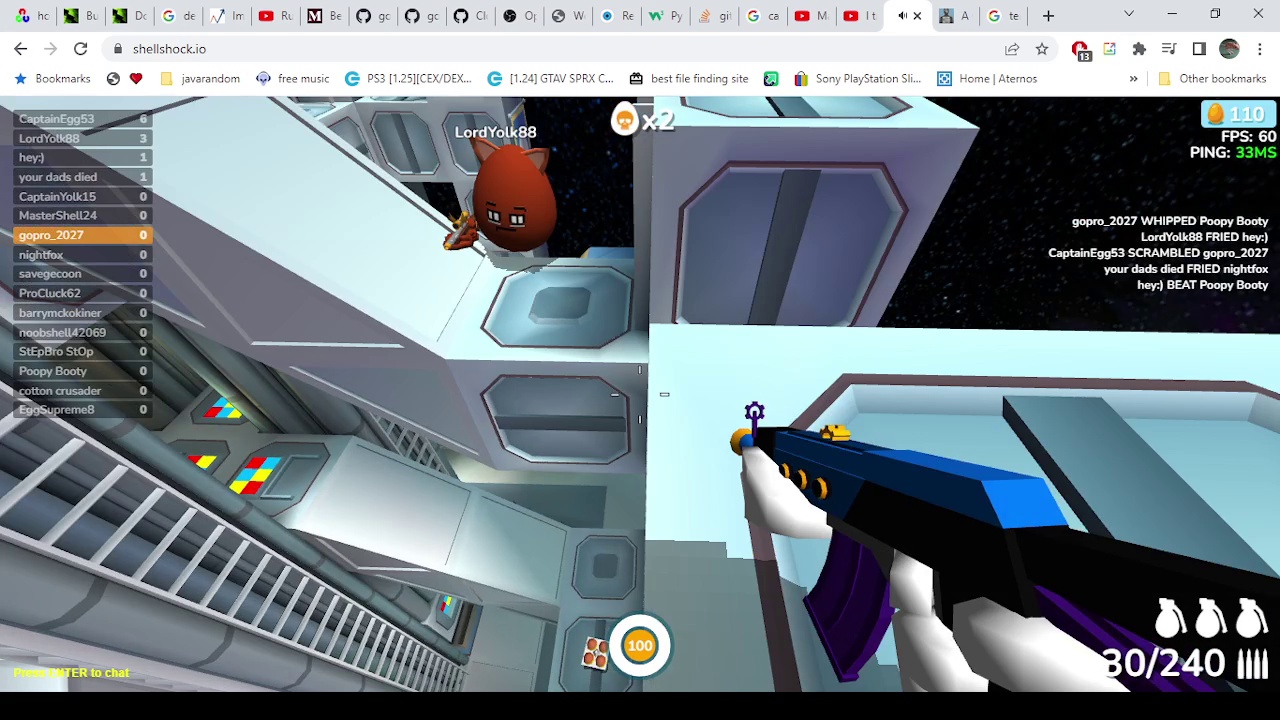 hc
Bu
Do
de
Im
Ru
Be
gc
gc
Cli
Op
W
Re
Py
git
ca
M
I t
A
te
shellshock.io
13
Bookmarks
javarandom
free music
PS3 [1.25][CEX/DEX...
[1.24] GTAV SPRX C...
best file finding site
Sony PlayStation Sli...
Home | Aternos
»
Other bookmarks
CaptainEgg53 6
LordYolk88 3
hey:) 1
your dads died 1
CaptainYolk15 0
MasterShell24 0
gopro_2027 0
nightfox 0
savegecoon 0
ProCluck62 0
barrymckokiner 0
noobshell42069 0
StEpBro StOp 0
Poopy Booty 0
cotton crusader 0
EggSupreme8 0
LordYolk88
x2
110
FPS: 60
PING: 33MS
gopro_2027 WHIPPED Poopy Booty
LordYolk88 FRIED hey:)
CaptainEgg53 SCRAMBLED gopro_2027
your dads died FRIED nightfox
hey:) BEAT Poopy Booty
Press ENTER to chat
100
30/240